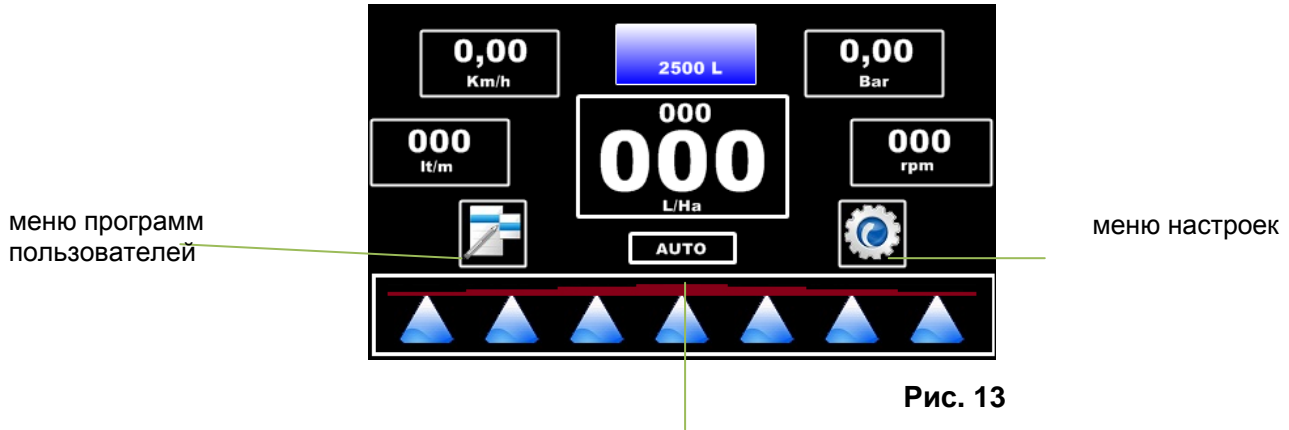 0,00
Km/h
2500 L
0,00
Bar
000
lt/m
000
000
L/Ha
000
rpm
меню программ
пользователей
меню настроек
AUTO
Рис. 13